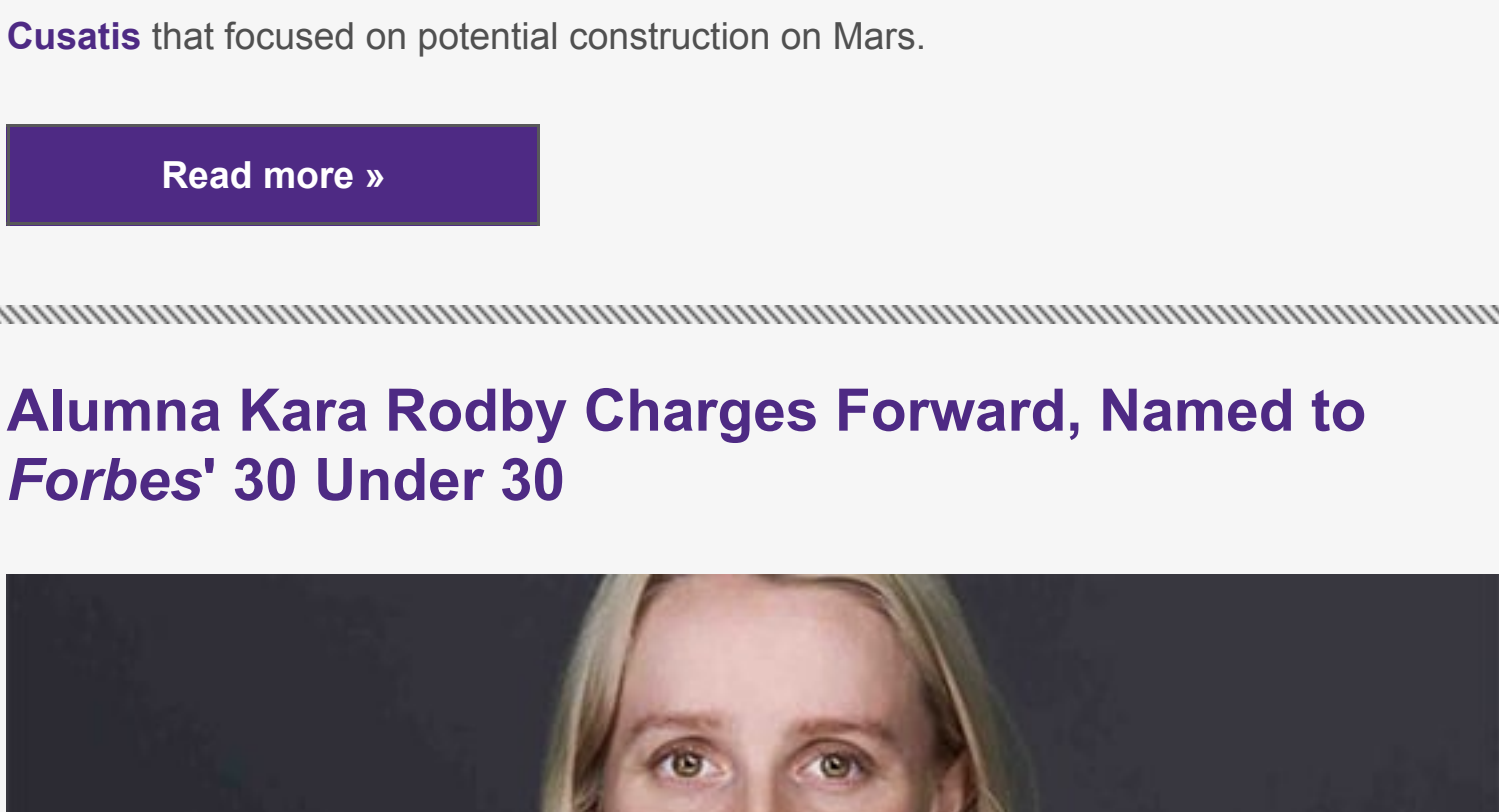 Cusatis that focused on potential construction on Mars.
Read more »
Alumna Kara Rodby Charges Forward, Named to
Forbes' 30 Under 30